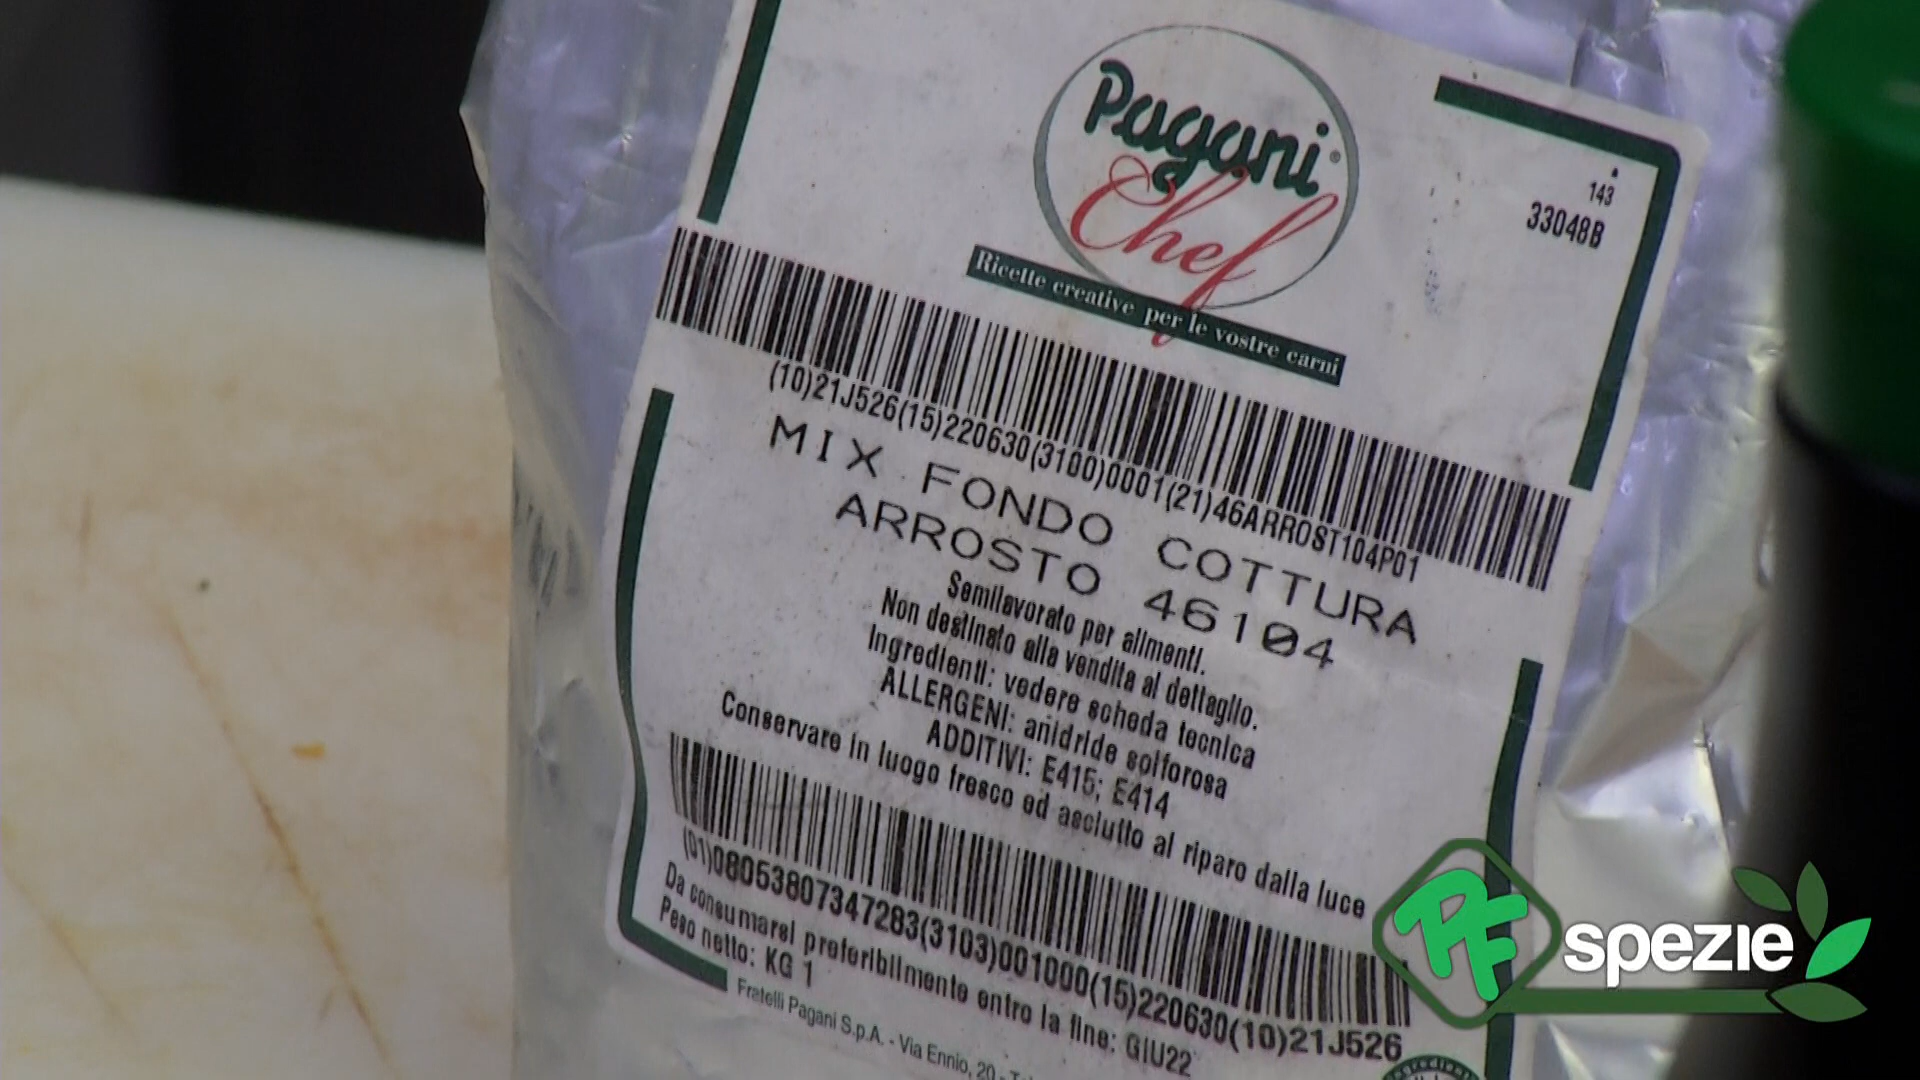 Pagani
Chef
Ricette creative per le vostre carni
143
33048B
(10)21J526(15)220630(3100)0001(21)46ARROST104P01
MIX FONDO COTTURA
ARROSTO 46104
Semilavorato per alimenti.
Non destinato alla vendita al dettaglio.
Ingredienti: vedere scheda tecnica
ALLERGENI: anidride solforosa
ADDITIVI: E415; E414
Conservare in luogo fresco ed asciutto al riparo dalla luce
(01)08053807347283(3103)001000(15)220630(10)21J526
Da consumarsi preferibilmente entro la fine: GIU22
Peso netto: KG 1
Fratelli Pagani S.p.A. - Via Ennio, 20 -
PF
spezie